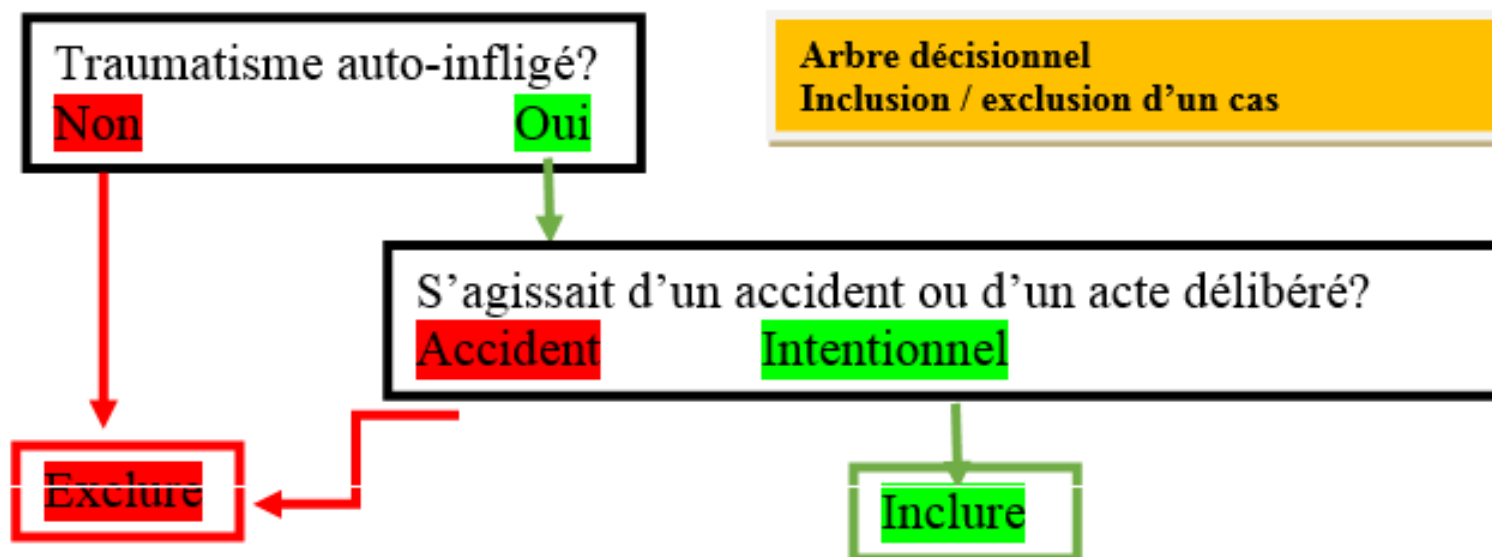 Traumatisme auto-infligé?
Non Oui
Arbre décisionnel
Inclusion / exclusion d’un cas
S’agissait d’un accident ou d’un acte délibéré?
Accident Intentionnel
Exclure
Inclure